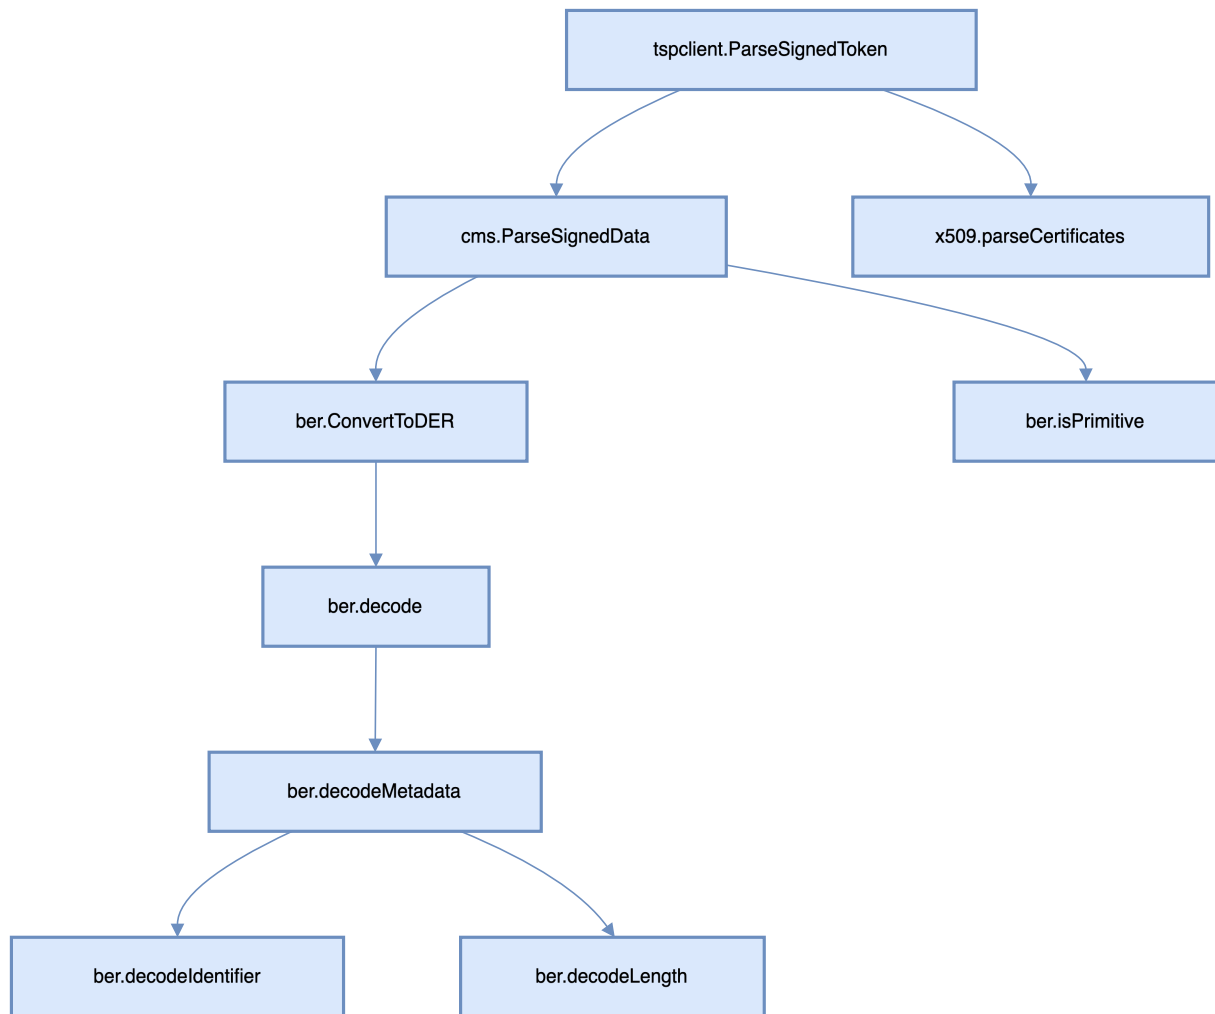 tspclient.ParseSignedToken
cms.ParseSignedData
x509.parseCertificates
ber.ConvertToDER
ber.isPrimitive
ber.decode
ber.decodeMetadata
ber.decodeIdentifier
ber.decodeLength